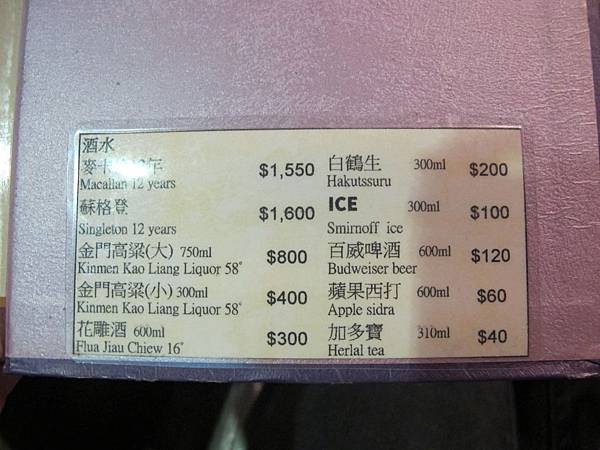 酒水
麥卡 年 $1,550
Macallan 12 years
蘇格登 $1,600
Singleton 12 years
金門高粱(大) 750ml $800
Kinmen Kao Liang Liquor 58°
金門高粱(小) 300ml $400
Kinmen Kao Liang Liquor 58°
花雕酒 600ml $300
Flua Jiau Chiew 16°
白鶴生 300ml $200
Hakutssuru
ICE 300ml $100
Smirnoff ice
百威啤酒 600ml $120
Budweiser beer
蘋果西打 600ml $60
Apple sidra
加多寶 310ml $40
Herlal tea